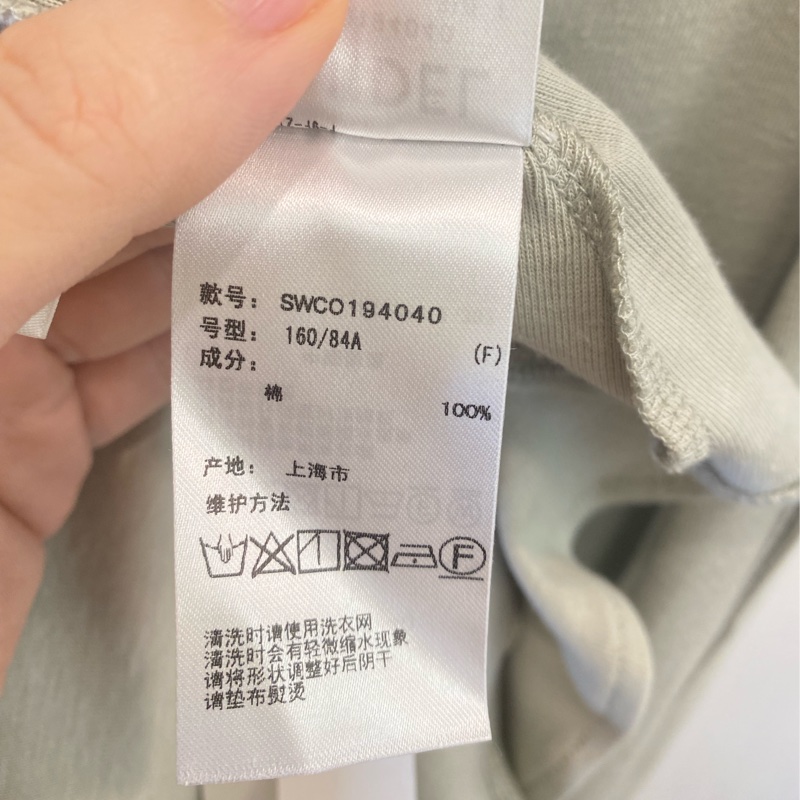 款号： SWCO194040
号型： 160/84A
(F)
成分：
棉
100%
产地： 上海市
维护方法
F
清洗时请使用洗衣网
清洗时会有轻微缩水现象
请将形状调整好后阴干
请垫布熨烫